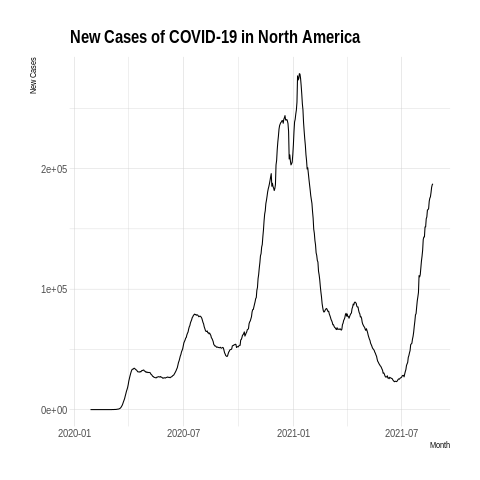 New Cases of COVID-19 in North America
New Cases
2e+05
1e+05
0e+00
2020-01 2020-07 2021-01 2021-07
Month